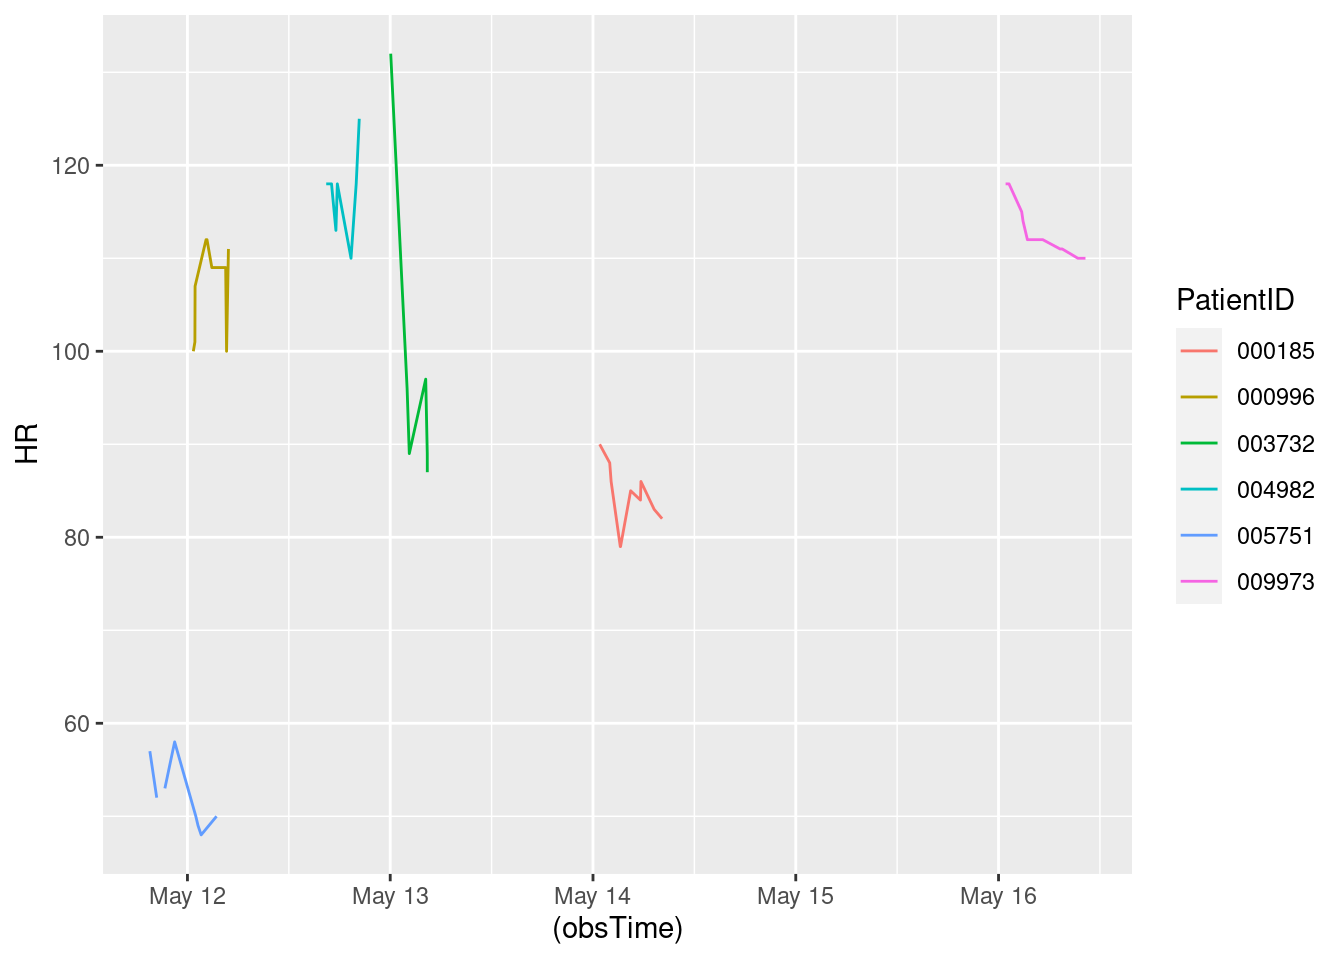 HR
120
100
80
60
May 12
May 13
May 14
May 15
May 16
(obsTime)
PatientID
000185
000996
003732
004982
005751
009973